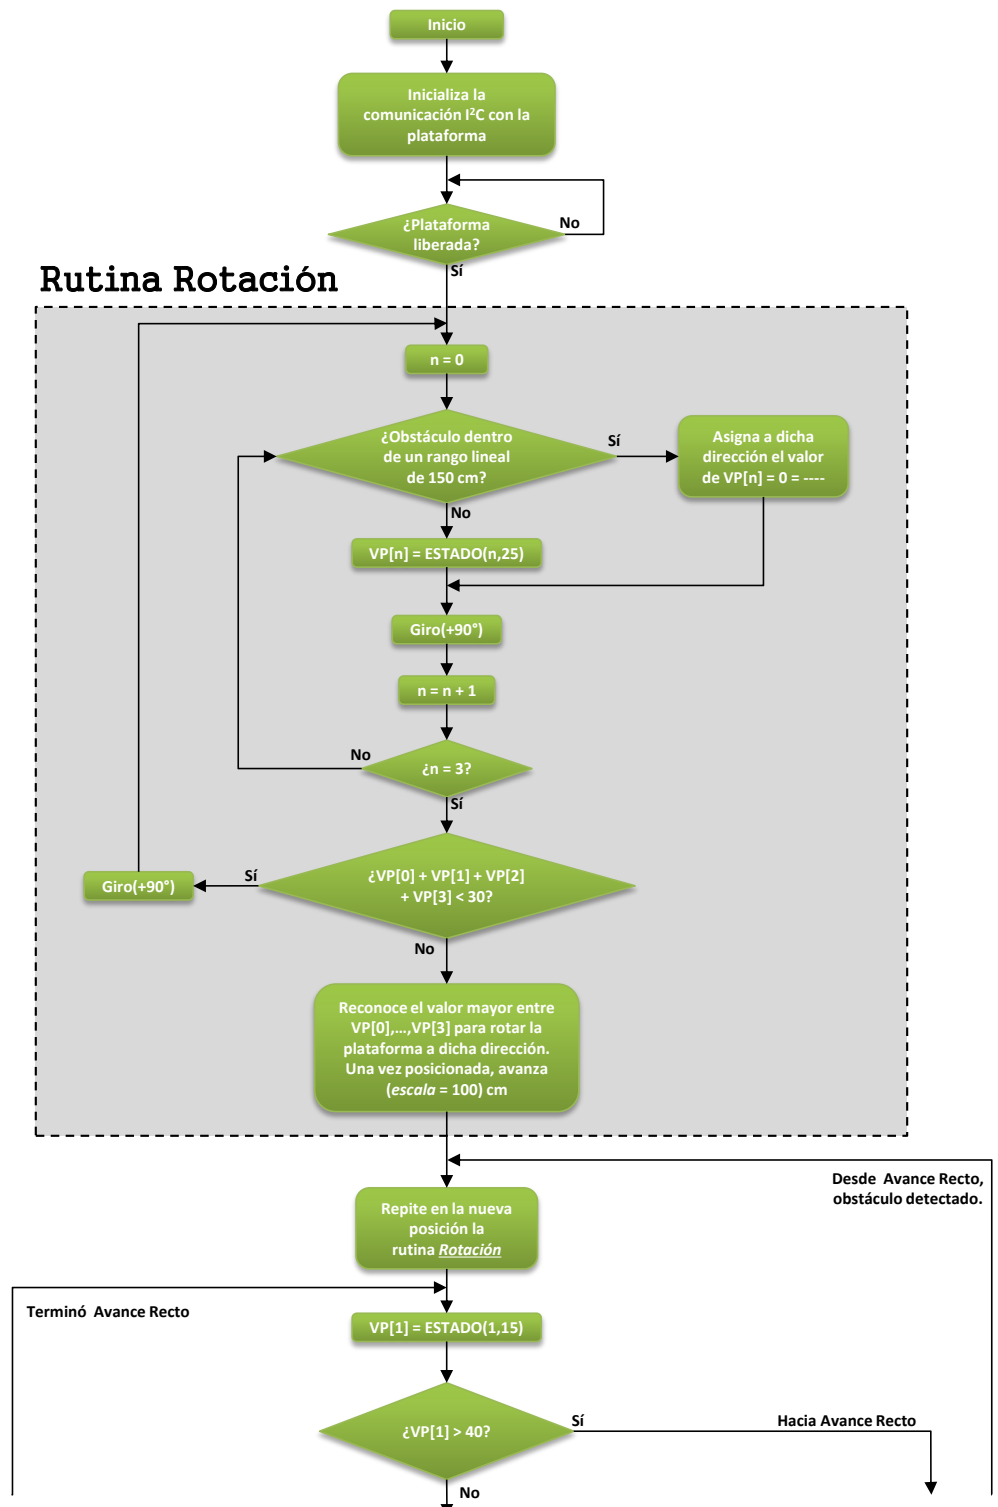 Inicio
Inicializa la
comunicación I²C con la
plataforma
¿Plataforma
liberada?
No
Sí
Rutina Rotación
n = 0
¿Obstáculo dentro
de un rango lineal
de 150 cm?
Sí
Asigna a dicha
dirección el valor
de VP[n] = 0 = ----
No
VP[n] = ESTADO(n,25)
Giro(+90°)
n = n + 1
No
¿n = 3?
Sí
¿VP[0] + VP[1] + VP[2]
+ VP[3] < 30?
Sí
Giro(+90°)
No
Reconoce el valor mayor entre
VP[0],...,VP[3] para rotar la
plataforma a dicha dirección.
Una vez posicionada, avanza
(escala = 100) cm
Desde Avance Recto,
obstáculo detectado.
Repite en la nueva
posición la
rutina Rotación
Terminó Avance Recto
VP[1] = ESTADO(1,15)
¿VP[1] > 40?
Sí
Hacia Avance Recto
No